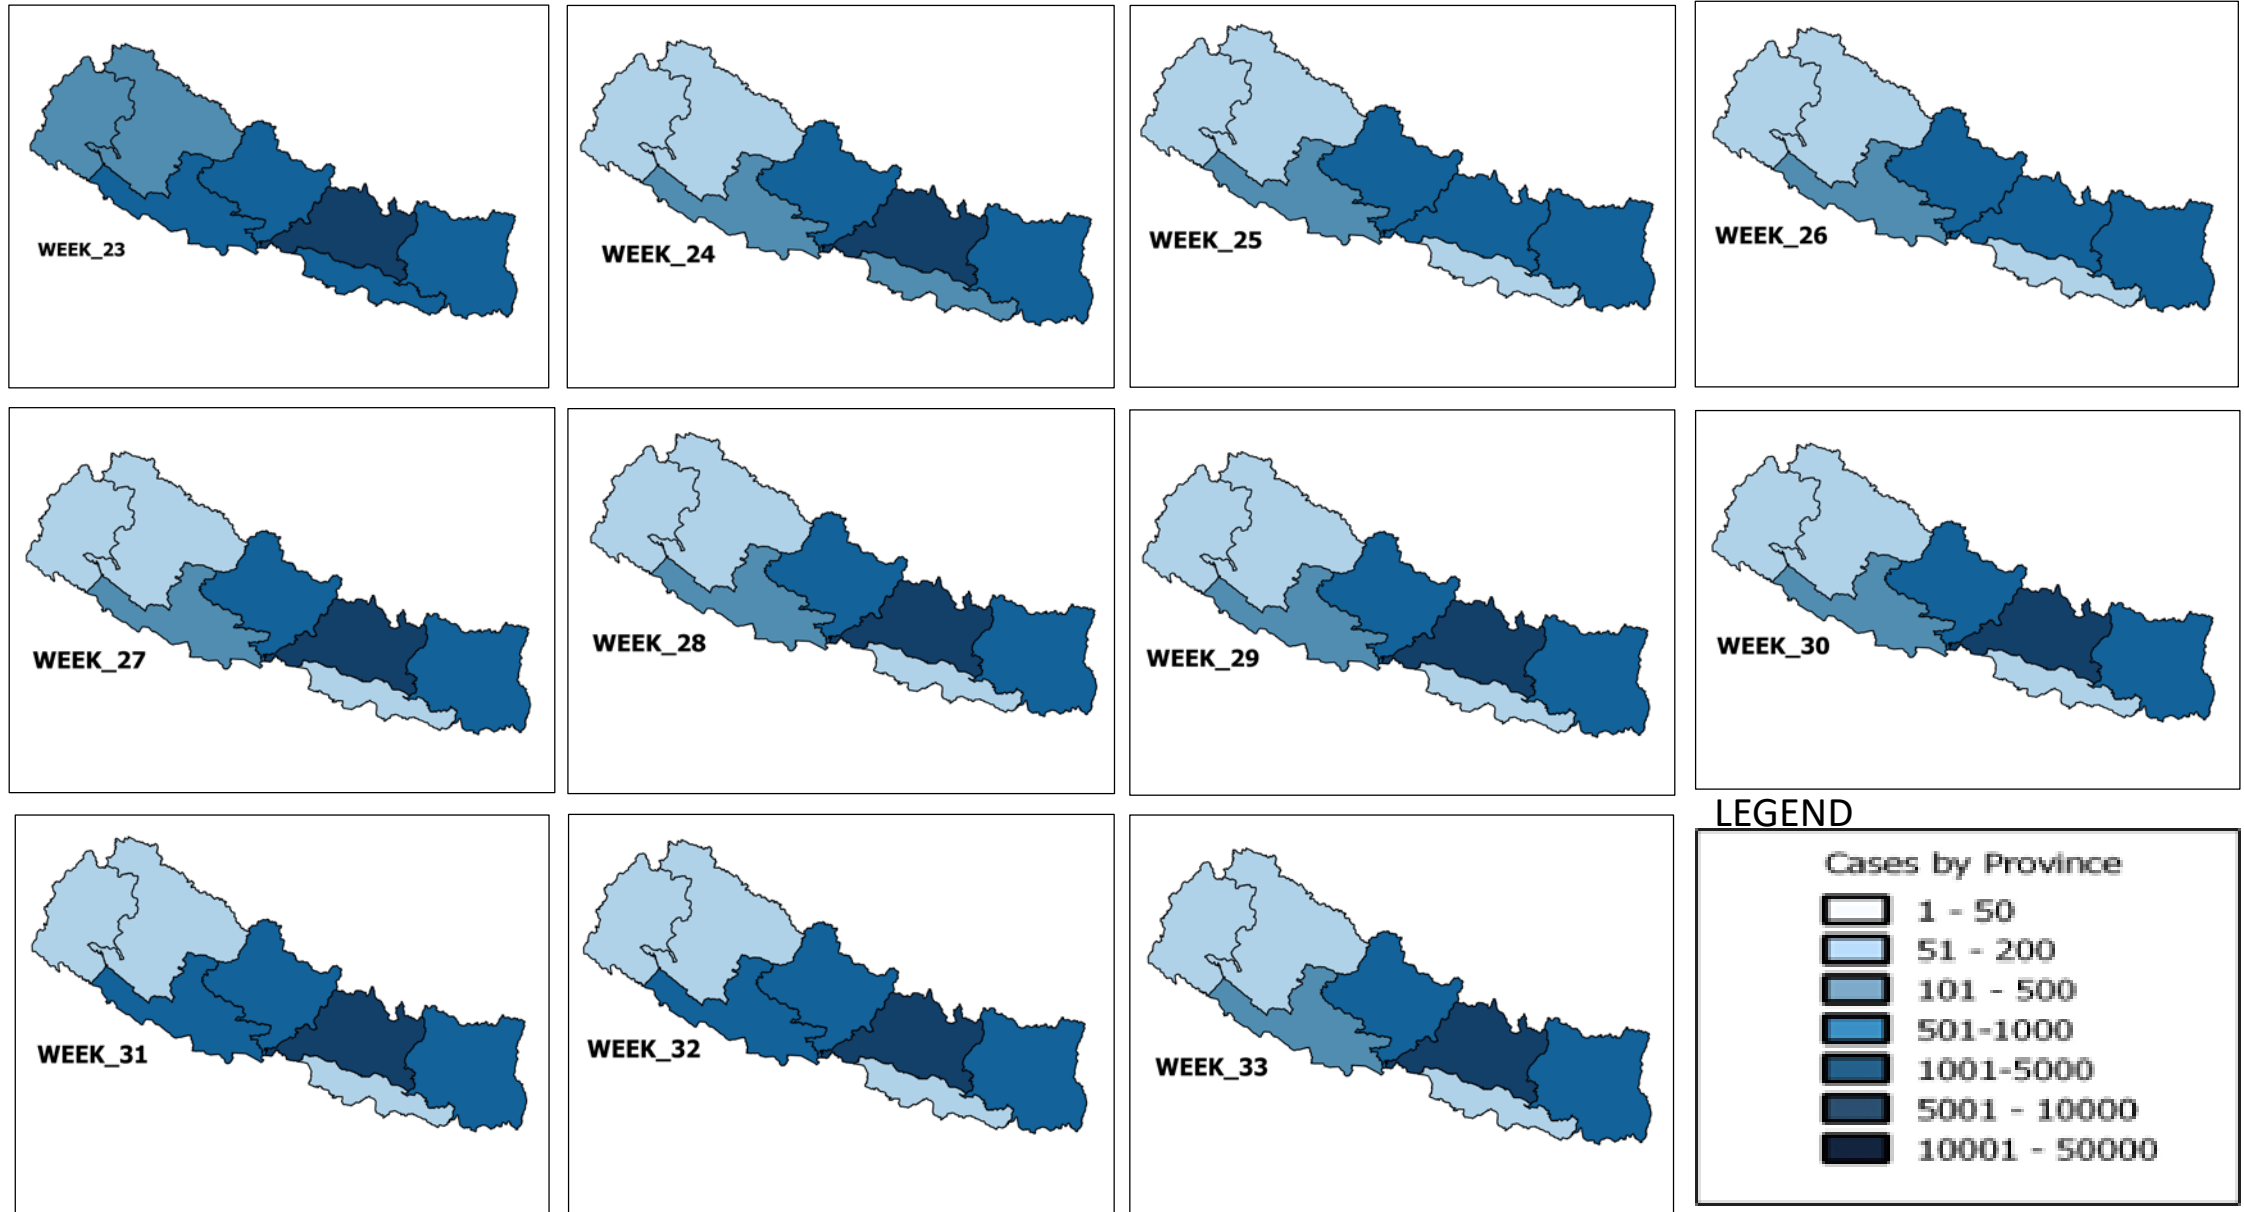 WEEK_23
WEEK_24
WEEK_25
WEEK_26
WEEK_27
WEEK_28
WEEK_29
WEEK_30
WEEK_31
WEEK_32
WEEK_33
LEGEND
Cases by Province
1 - 50
51 - 200
101 - 500
501-1000
1001-5000
5001 - 10000
10001 - 50000